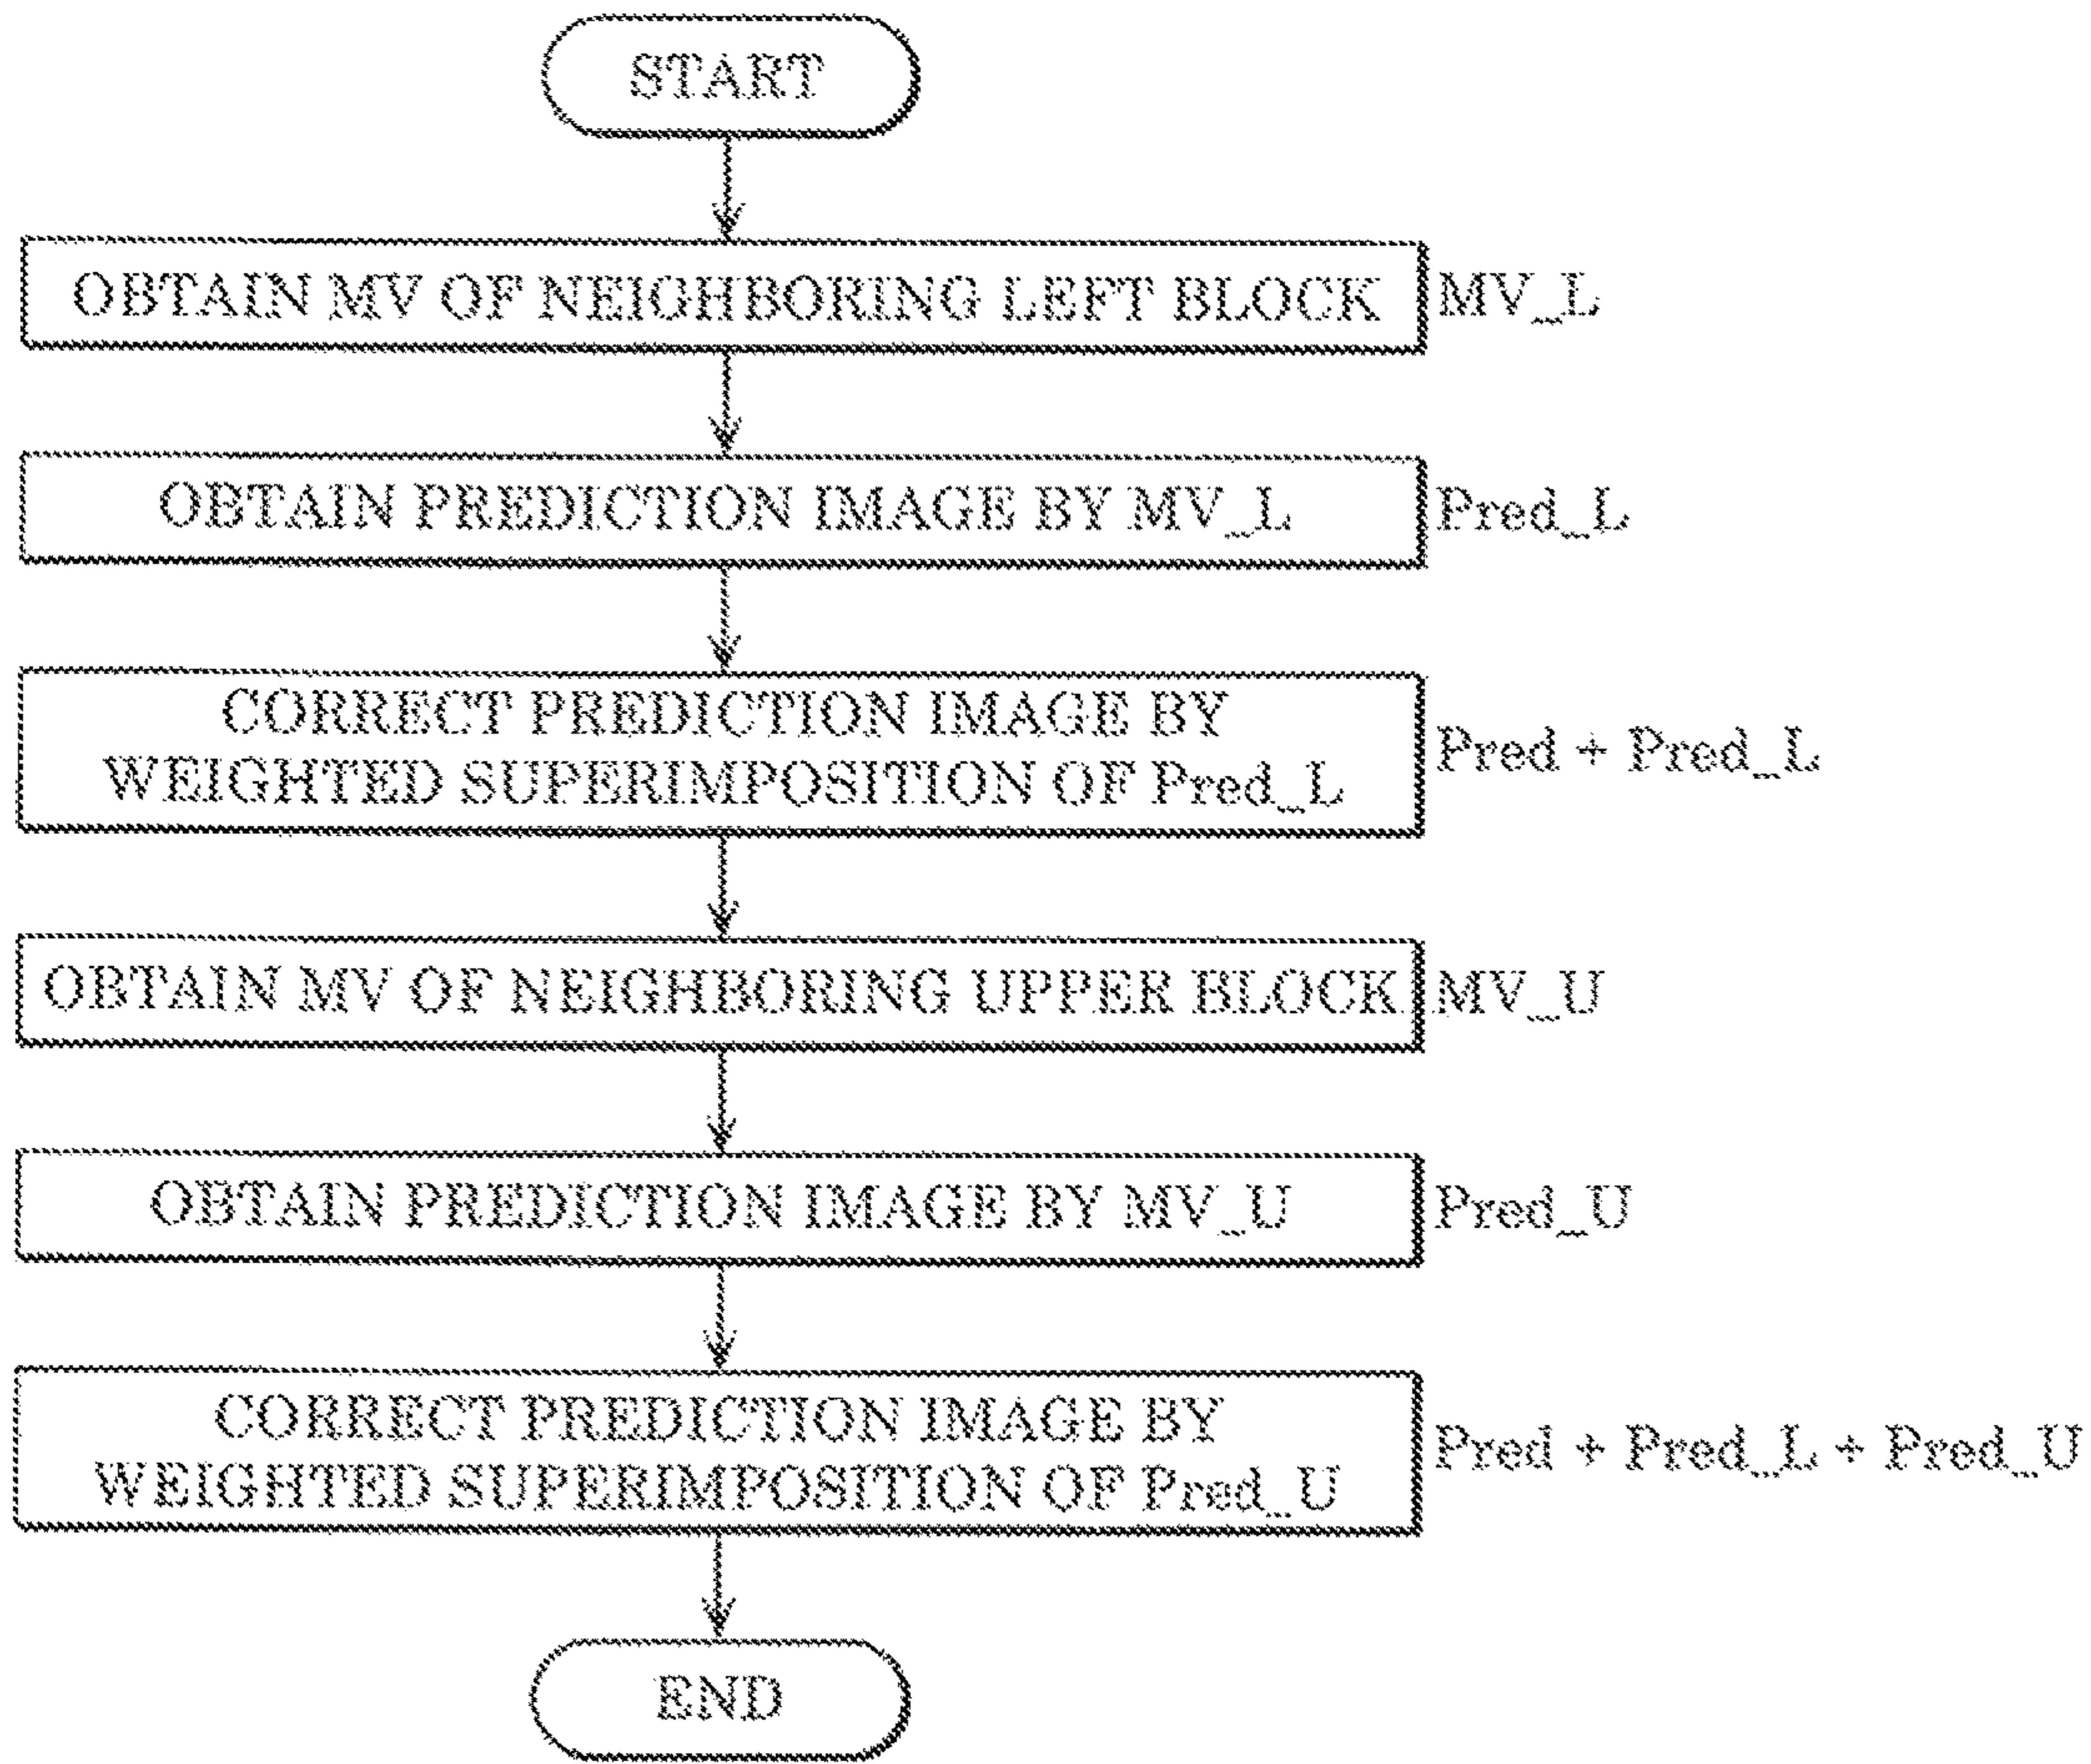 START
OBTAIN MV OF NEIGHBORING LEFT BLOCK
MV_L
OBTAIN PREDICTION IMAGE BY MV_L
Pred_L
CORRECT PREDICTION IMAGE BY
WEIGHTED SUPERIMPOSITION OF Pred_L
Pred + Pred_L
OBTAIN MV OF NEIGHBORING UPPER BLOCK
MV_U
OBTAIN PREDICTION IMAGE BY MV_U
Pred_U
CORRECT PREDICTION IMAGE BY
WEIGHTED SUPERIMPOSITION OF Pred_U
Pred + Pred_L + Pred_U
END